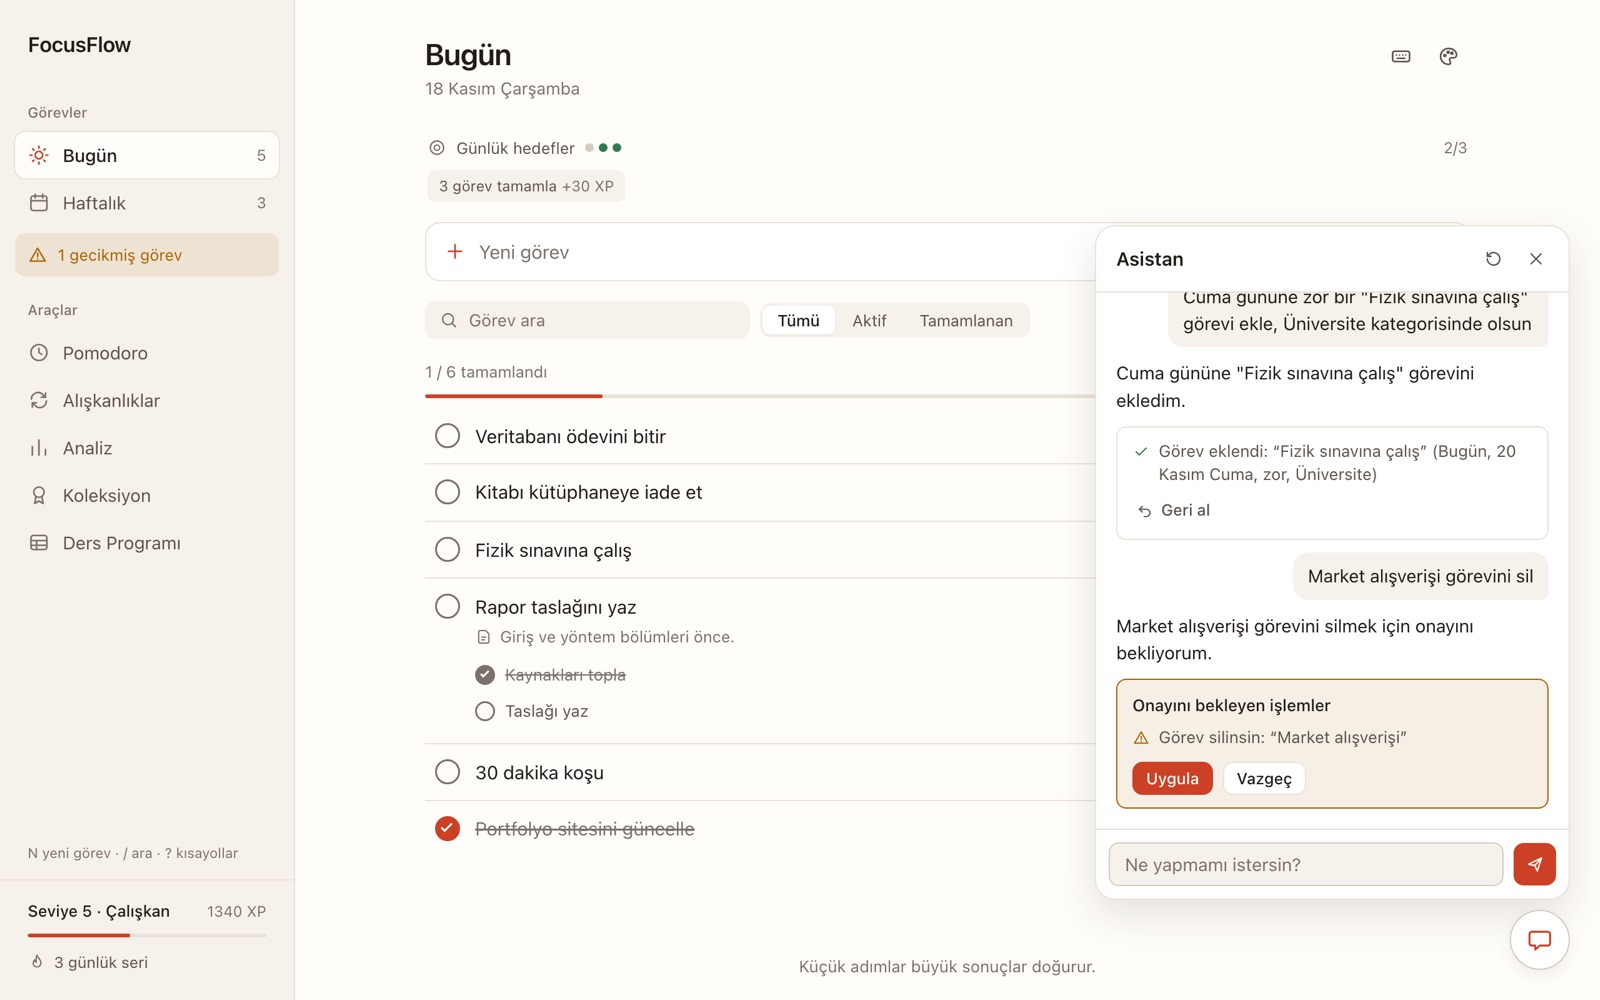 FocusFlow
Görevler
Bugün 5
Haftalık 3
1 gecikmiş görev
Araçlar
Pomodoro
Alışkanlıklar
Analiz
Koleksiyon
Ders Programı
N yeni görev · / ara · ? kısayollar
Seviye 5 · Çalışkan 1340 XP
3 günlük seri
Bugün
18 Kasım Çarşamba
Günlük hedefler 2/3
3 görev tamamla +30 XP
Yeni görev
Görev ara
Tümü Aktif Tamamlanan
1 / 6 tamamlandı
Veritabanı ödevini bitir
Kitabı kütüphaneye iade et
Fizik sınavına çalış
Rapor taslağını yaz
Giriş ve yöntem bölümleri önce.
Kaynakları topla
Taslağı yaz
30 dakika koşu
Portfolyo sitesini güncelle
Küçük adımlar büyük sonuçlar doğurur.
Asistan
Cuma gününe zor bir "Fizik sınavına çalış"
görevi ekle, Üniversite kategorisinde olsun
Cuma gününe "Fizik sınavına çalış" görevini
ekledim.
Görev eklendi: “Fizik sınavına çalış” (Bugün, 20
Kasım Cuma, zor, Üniversite)
Geri al
Market alışverişi görevini sil
Market alışverişi görevini silmek için onayını
bekliyorum.
Onayını bekleyen işlemler
Görev silinsin: “Market alışverişi”
Uygula Vazgeç
Ne yapmamı istersin?